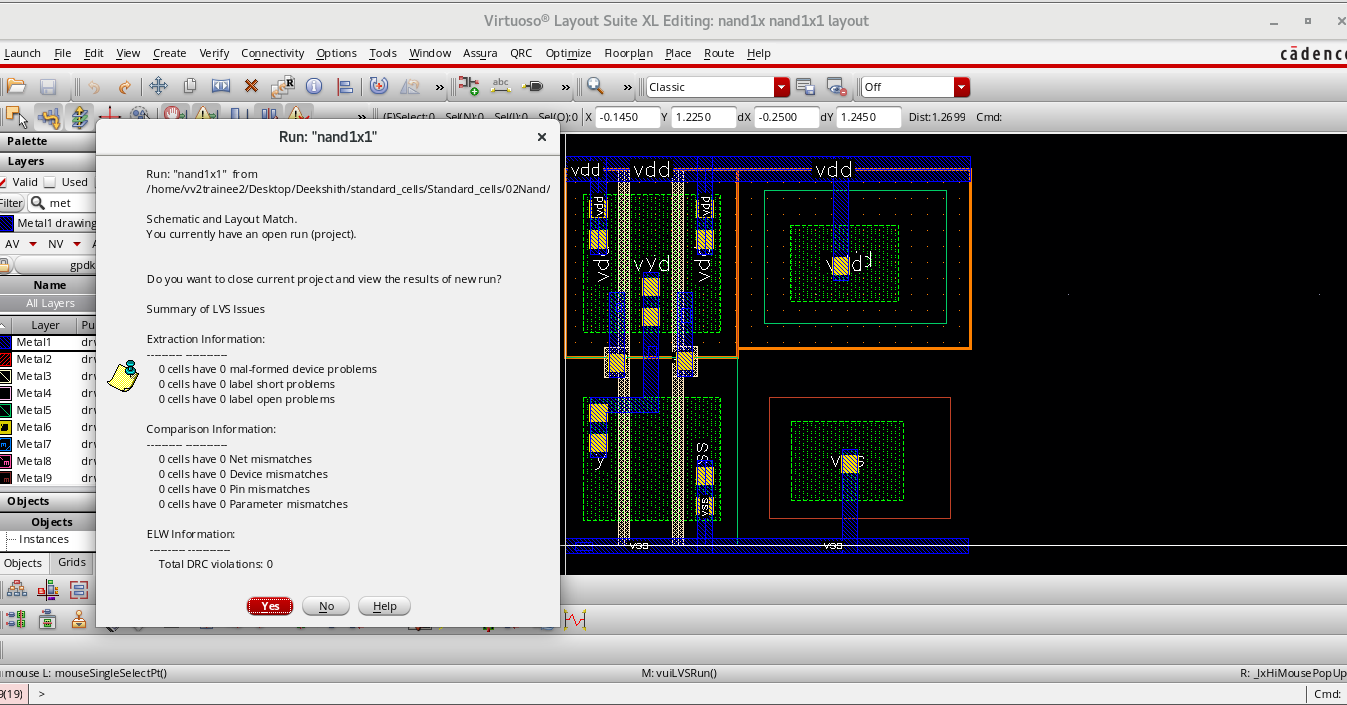 Virtuoso® Layout Suite XL Editing: nand1x nand1x1 layout
Launch File Edit View Create Verify Connectivity Options Tools Window Assura QRC Optimize Floorplan Place Route Help
cādence
» » » Classic Off
» (F)Select:0 Sel(N):0 Sel(I):0 Sel(O):0 X -0.1450 Y 1.2250 dX -0.2500 dY 1.2450 Dist:1.2699 Cmd:
Palette
Layers
Valid Used
Filter met
Metal1 drawing
AV NV A
gpdk
Name
All Layers
Layer Pu
Metal1 drw
Metal2 drw
Metal3 drw
Metal4 drw
Metal5 drw
Metal6 drw
Metal7 drw
Metal8 drw
Metal9 drw
Objects
Objects
Instances
Objects Grids
Run: "nand1x1"
Run: "nand1x1" from
/home/vv2trainee2/Desktop/Deekshith/standard_cells/Standard_cells/02Nand/
Schematic and Layout Match.
You currently have an open run (project).
Do you want to close current project and view the results of new run?
Summary of LVS Issues
Extraction Information:
0 cells have 0 mal-formed device problems
0 cells have 0 label short problems
0 cells have 0 label open problems
Comparison Information:
0 cells have 0 Net mismatches
0 cells have 0 Device mismatches
0 cells have 0 Pin mismatches
0 cells have 0 Parameter mismatches
ELW Information:
Total DRC violations: 0
Yes No Help
vdd vdd vdd
vdd vdd
y
vss
mouse L: mouseSingleSelectPt() M: vuiLVSRun() R: _lxHiMousePopUp
9(19) > Cmd: